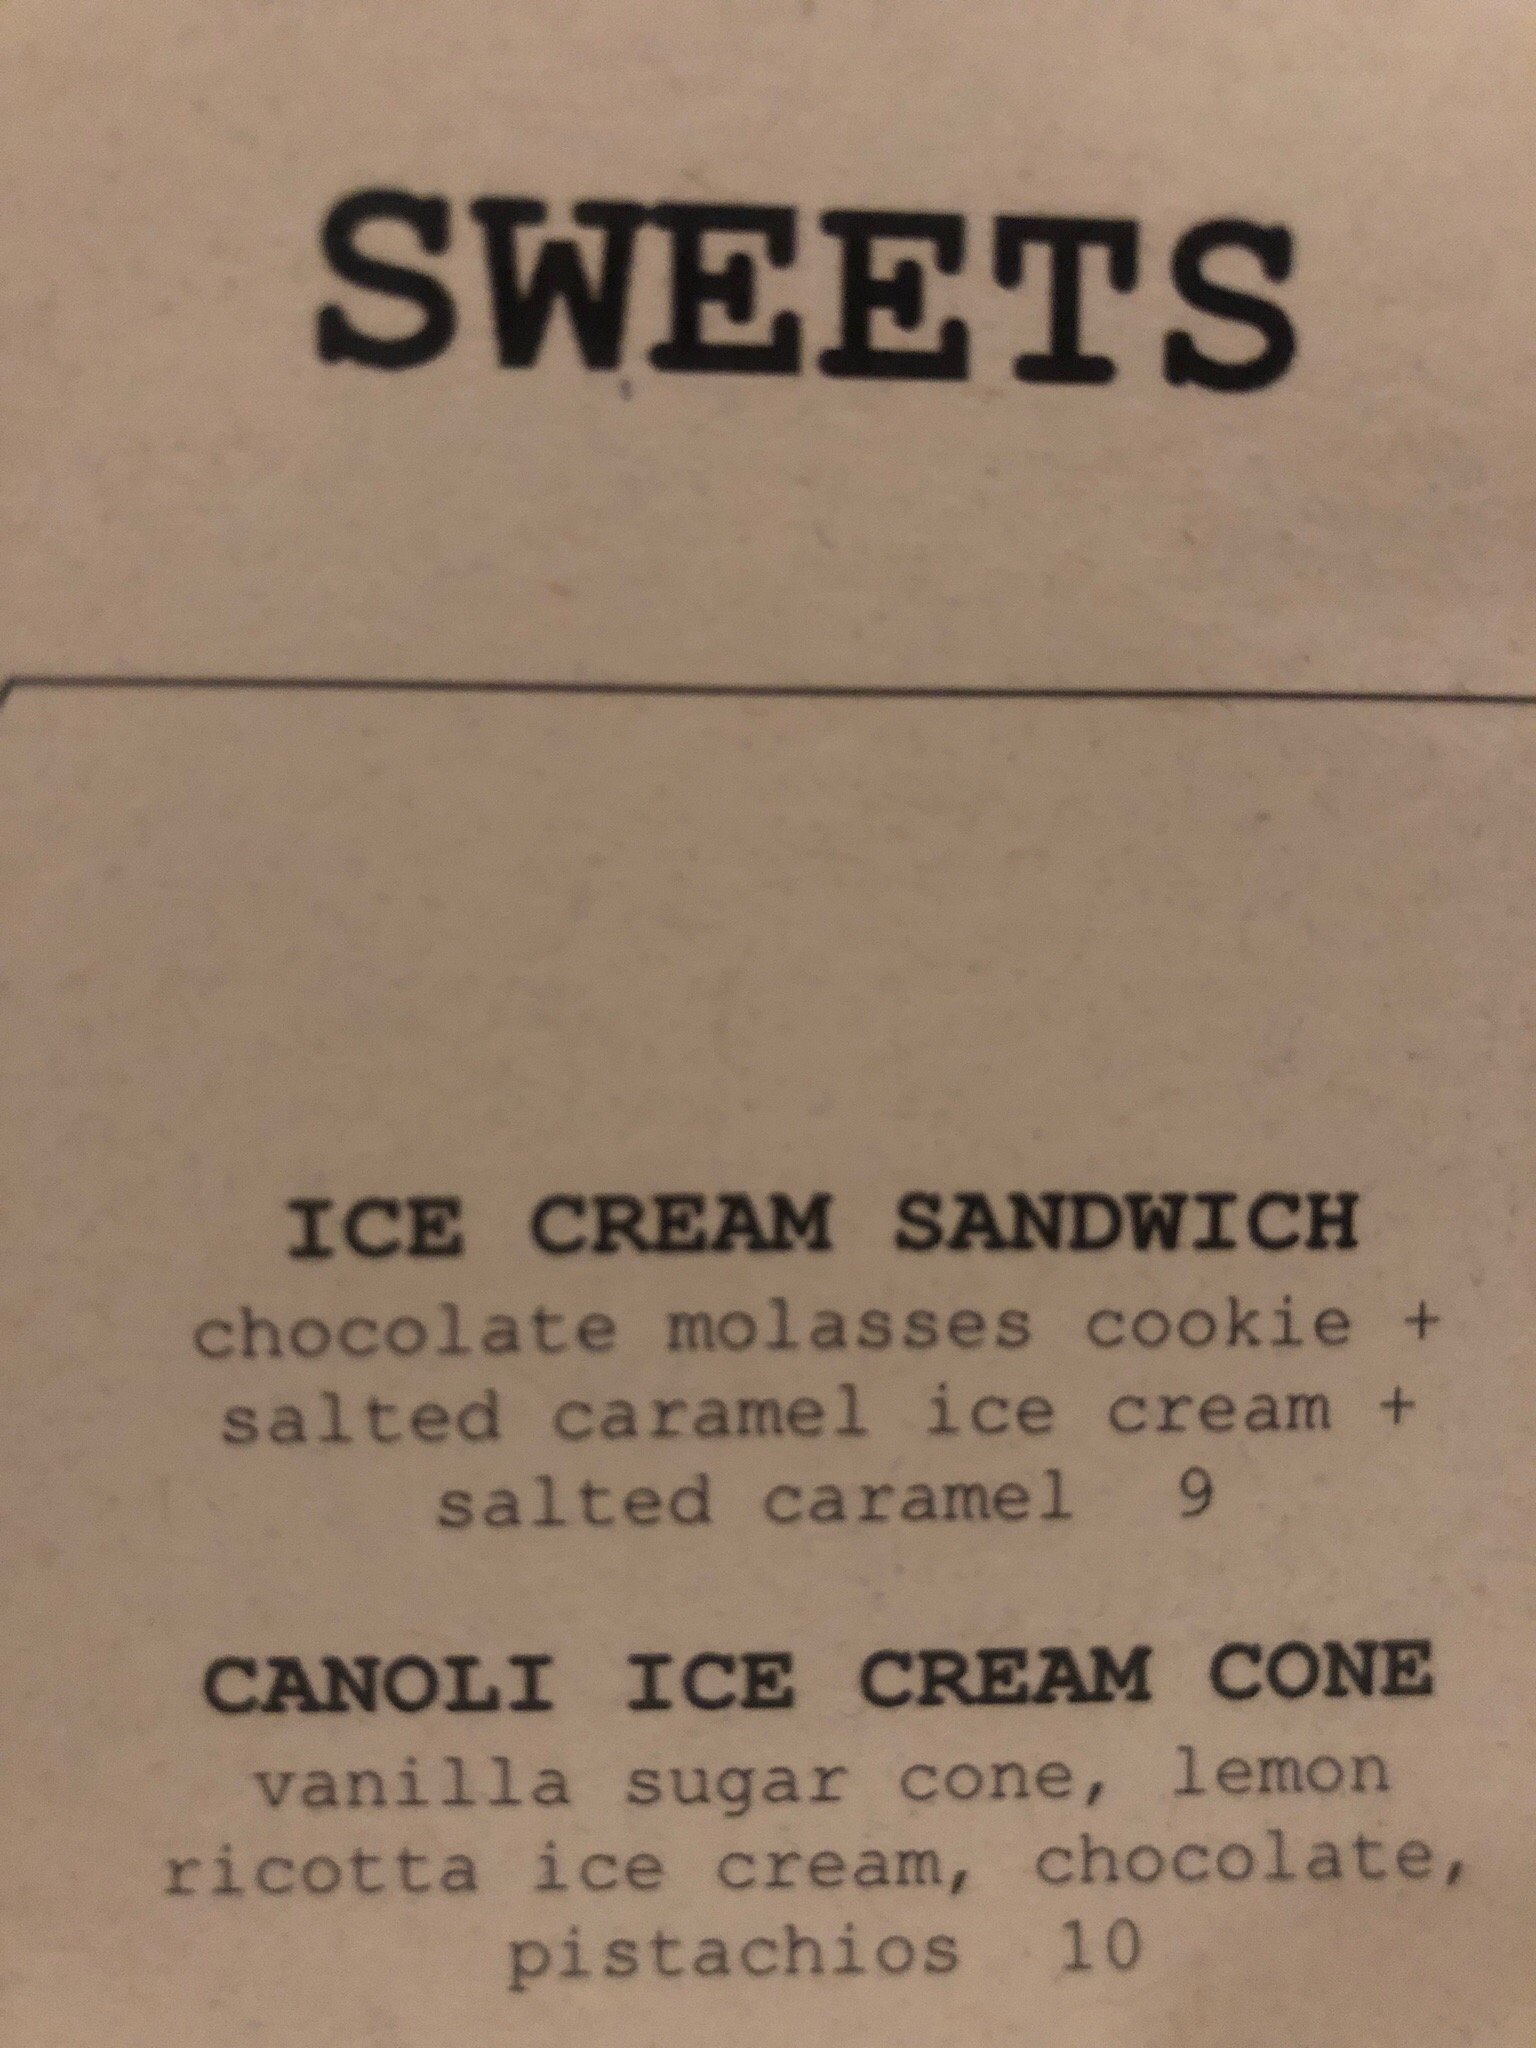 SWEETS
ICE CREAM SANDWICH
chocolate molasses cookie +
salted caramel ice cream +
salted caramel 9
CANOLI ICE CREAM CONE
vanilla sugar cone, lemon
ricotta ice cream, chocolate,
pistachios 10